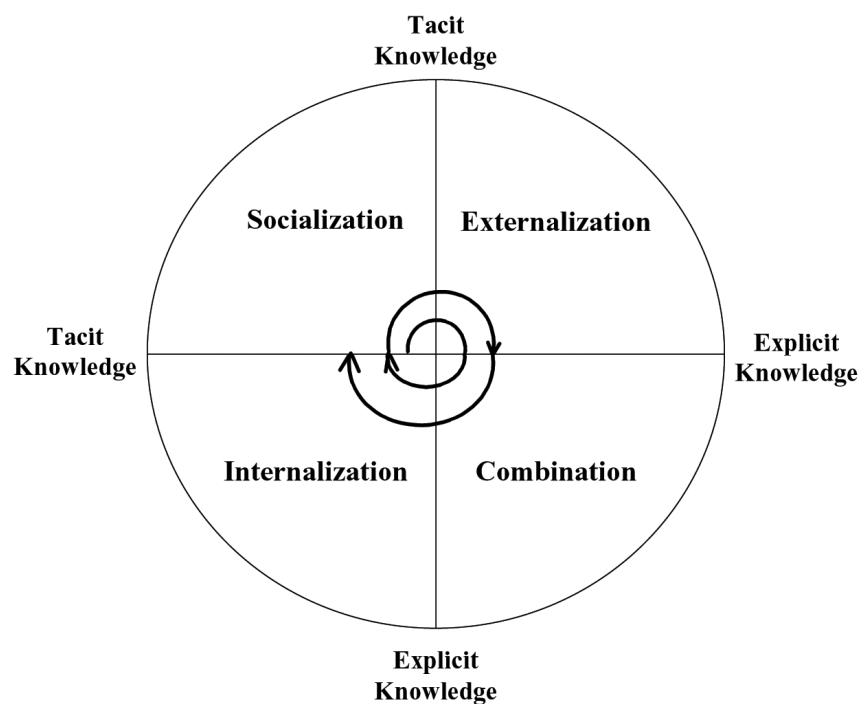 Tacit
Knowledge
Socialization
Externalization
Tacit
Knowledge
Explicit
Knowledge
Internalization
Combination
Explicit
Knowledge